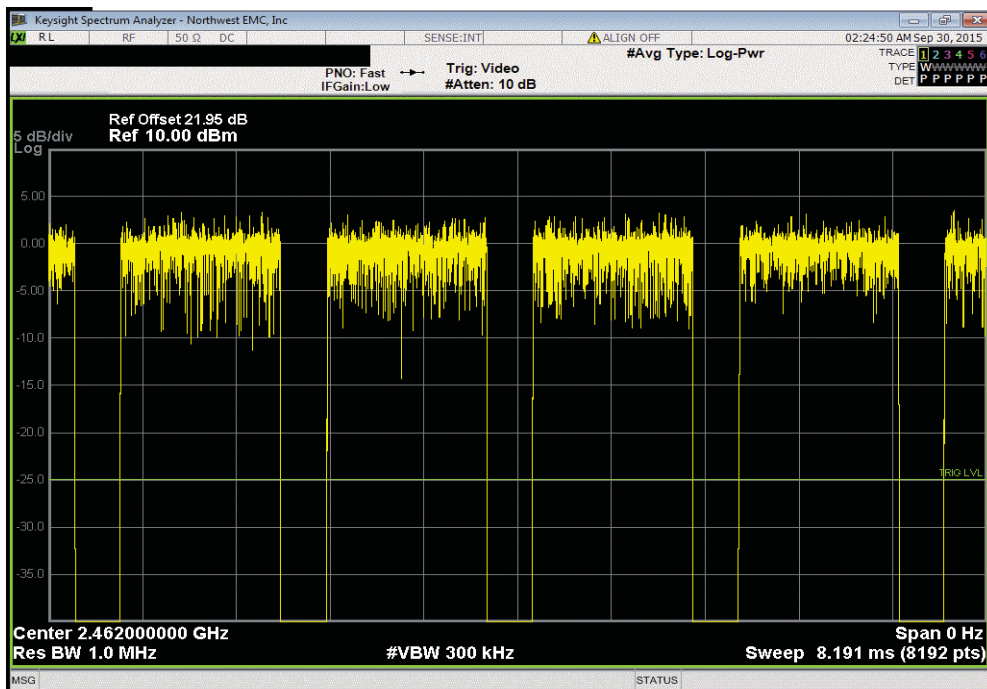 Keysight Spectrum Analyzer - Northwest EMC, Inc
LXI RL RF 50 Ω DC SENSE:INT ALIGN OFF 02:24:50 AM Sep 30, 2015
#Avg Type: Log-Pwr
TRACE 1 2 3 4 5 6
PNO: Fast Trig: Video TYPE WWWWWW
IFGain:Low #Atten: 10 dB DET P P P P P P
Ref Offset 21.95 dB
5 dB/div Ref 10.00 dBm
Log
5.00
0.00
-5.00
-10.0
-15.0
-20.0
TRIG LVL
-25.0
-30.0
-35.0
Center 2.462000000 GHz Span 0 Hz
Res BW 1.0 MHz #VBW 300 kHz Sweep 8.191 ms (8192 pts)
MSG STATUS